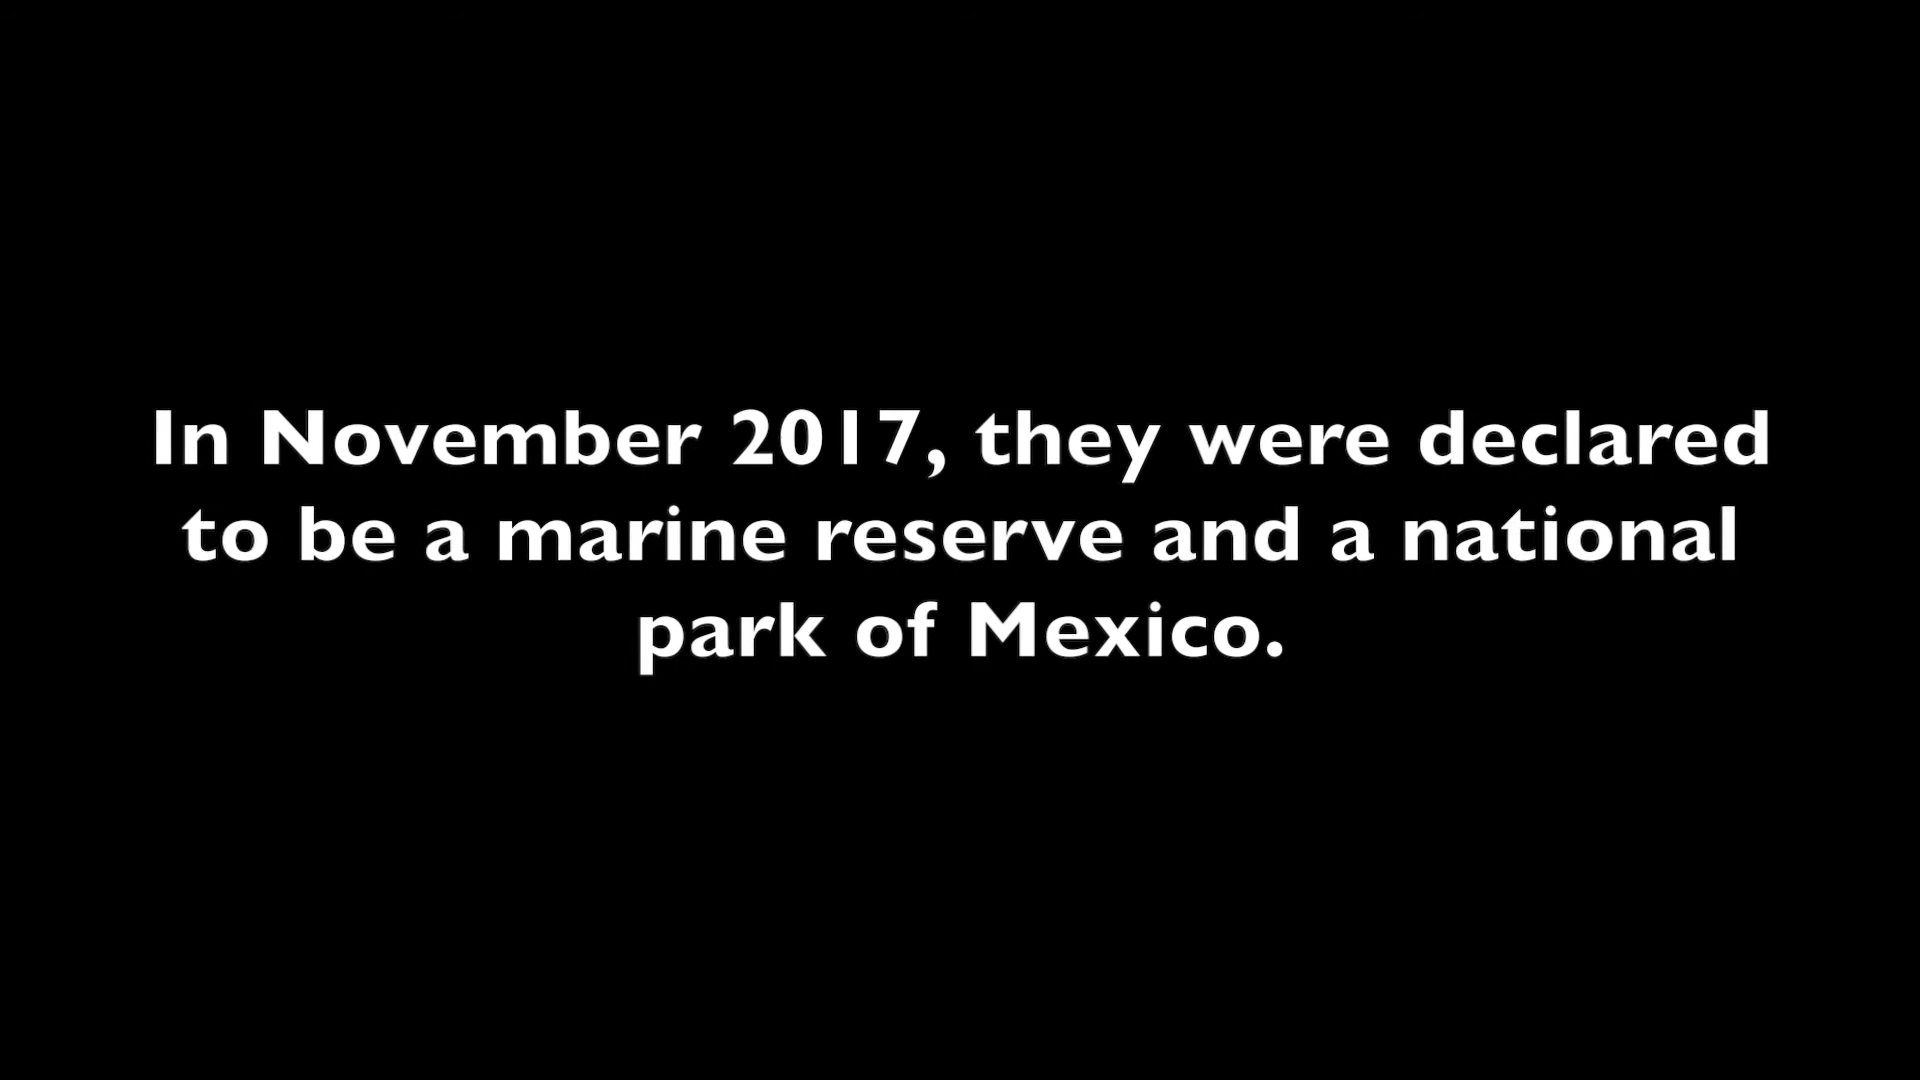 In November 2017, they were declared
to be a marine reserve and a national
park of Mexico.